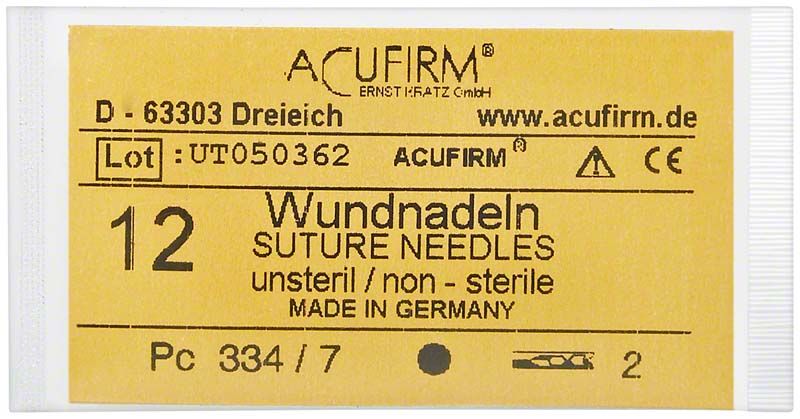 ACUFIRM®
ERNST KRATZ GmbH
D - 63303 Dreieich www.acufirm.de
Lot : UT050362 ACUFIRM® CE
12 Wundnadeln
SUTURE NEEDLES
unsteril / non - sterile
MADE IN GERMANY
Pc 334 / 7 2